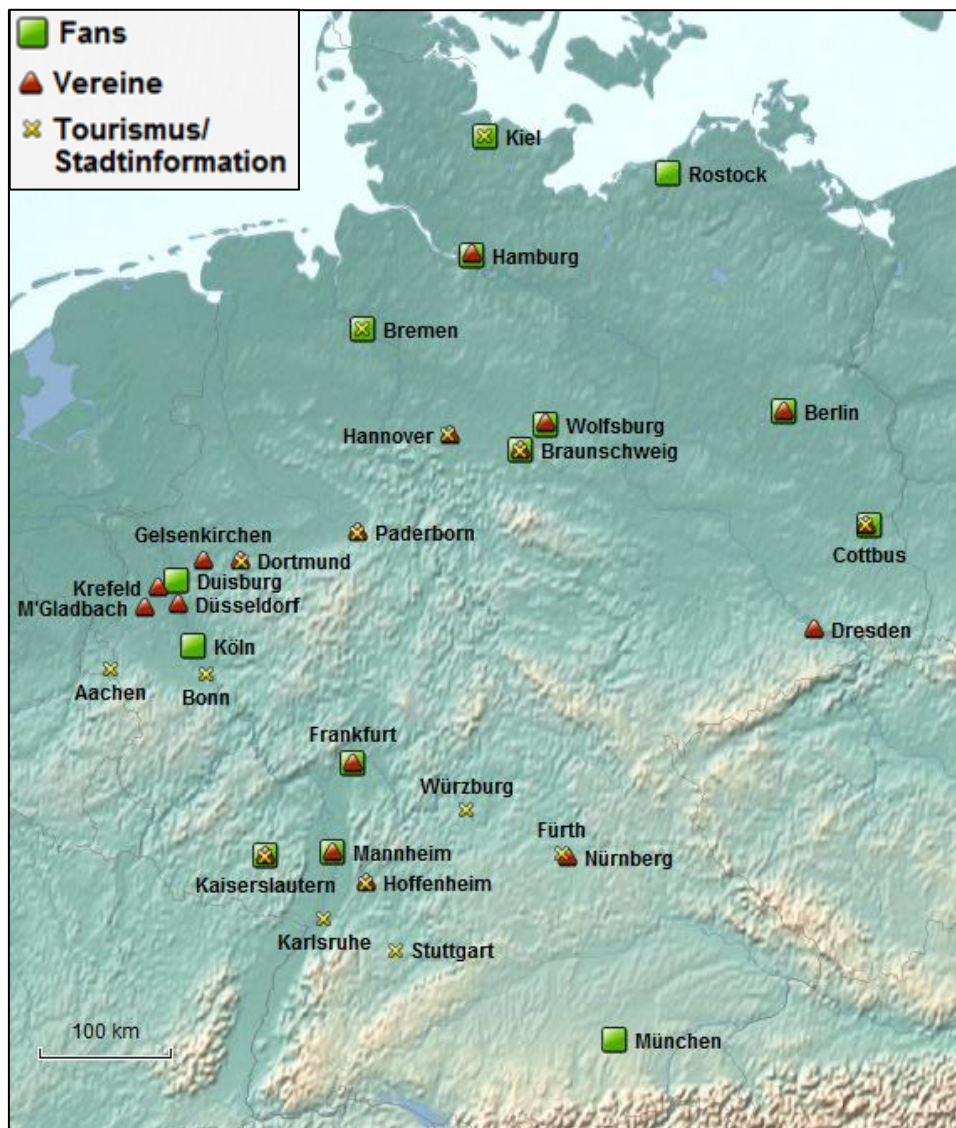 Fans
Vereine
Tourismus/
Stadtinformation
Kiel
Rostock
Hamburg
Bremen
Berlin
Wolfsburg
Hannover
Braunschweig
Gelsenkirchen
Paderborn
Cottbus
Dortmund
Krefeld
Duisburg
M'Gladbach
Düsseldorf
Dresden
Köln
Aachen
Bonn
Frankfurt
Würzburg
Fürth
Mannheim
Nürnberg
Kaiserslautern
Hoffenheim
Karlsruhe
Stuttgart
100 km
München